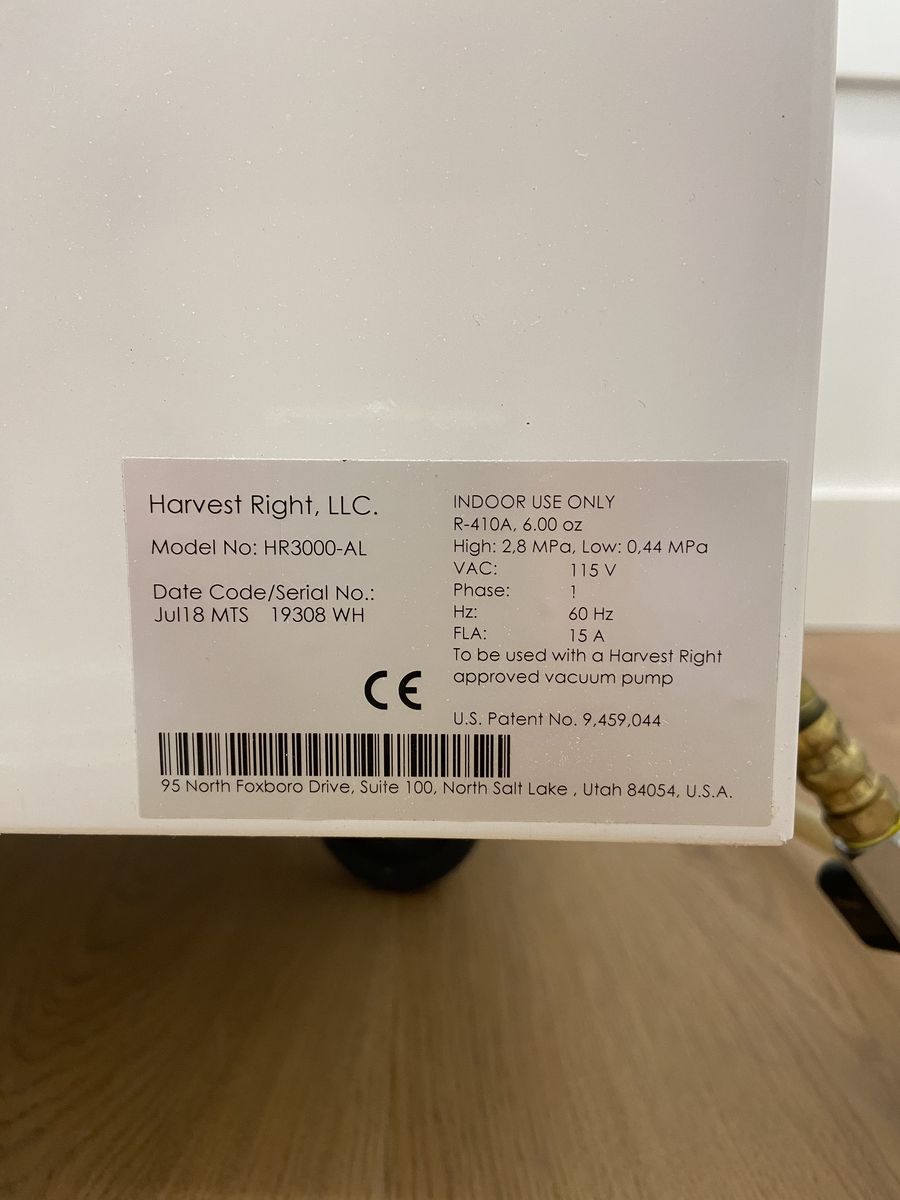 Harvest Right, LLC.
Model No: HR3000-AL
Date Code/Serial No.:
Jul18 MTS 19308 WH
CE
INDOOR USE ONLY
R-410A, 6.00 oz
High: 2,8 MPa, Low: 0,44 MPa
VAC: 115 V
Phase: 1
Hz: 60 Hz
FLA: 15 A
To be used with a Harvest Right
approved vacuum pump
U.S. Patent No. 9,459,044
95 North Foxboro Drive, Suite 100, North Salt Lake , Utah 84054, U.S.A.